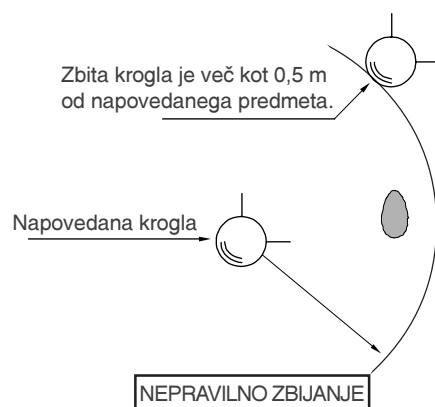 Zbita krogla je več kot 0,5 m
od napovedanega predmeta.
Napovedana krogla
NEPRAVILNO ZBIJANJE